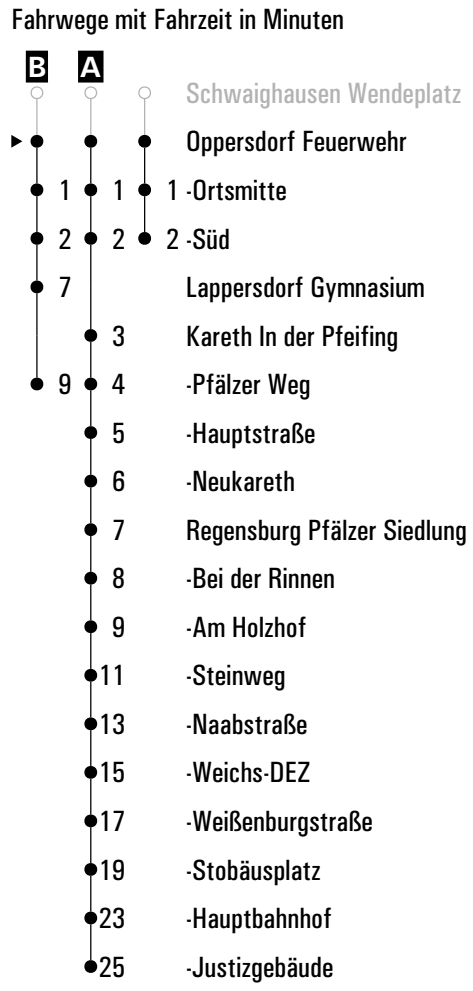 Fahrwege mit Fahrzeit in Minuten
B A
Schwaighausen Wendeplatz
Oppersdorf Feuerwehr
1 1 1 -Ortsmitte
2 2 2 -Süd
7 Lappersdorf Gymnasium
3 Kareth In der Pfeifing
9 4 -Pfälzer Weg
5 -Hauptstraße
6 -Neukareth
7 Regensburg Pfälzer Siedlung
8 -Bei der Rinnen
9 -Am Holzhof
11 -Steinweg
13 -Naabstraße
15 -Weichs-DEZ
17 -Weißenburgstraße
19 -Stobäusplatz
23 -Hauptbahnhof
25 -Justizgebäude